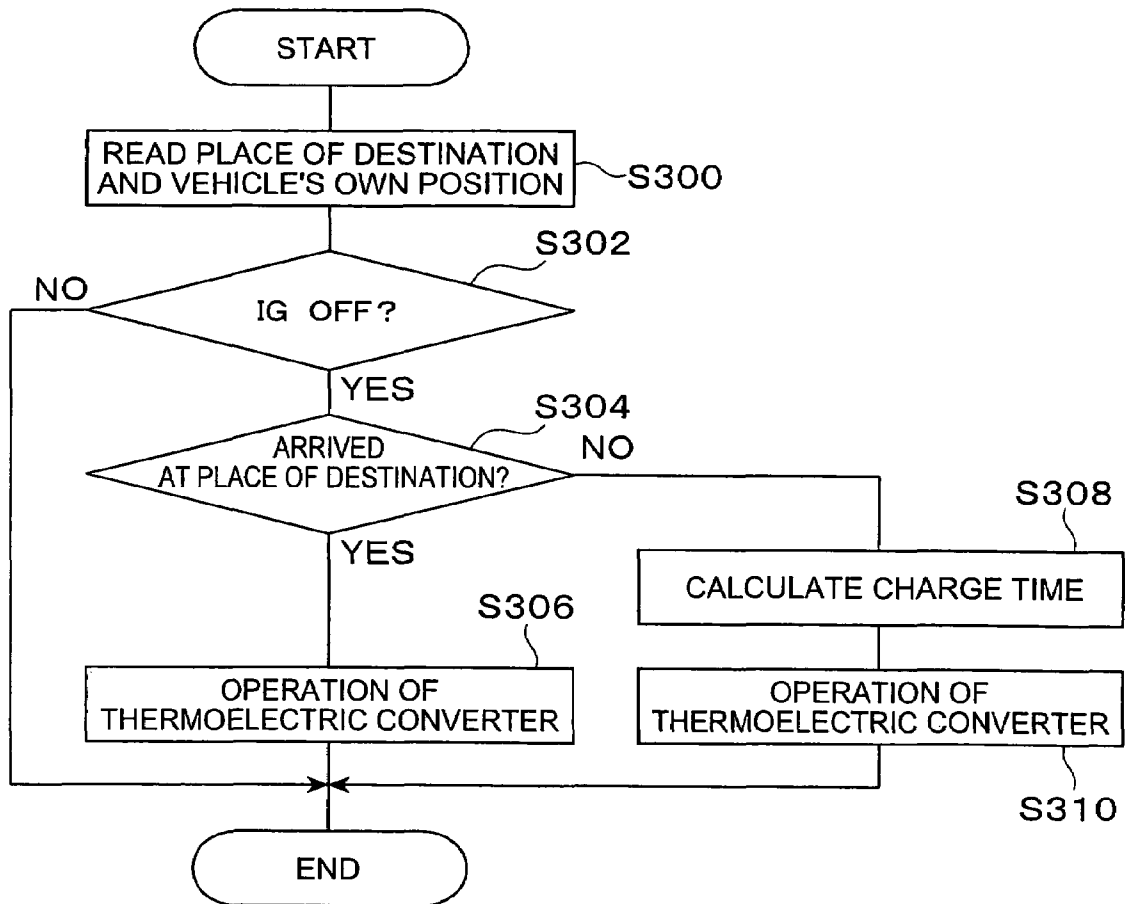 START
READ PLACE OF DESTINATION
AND VEHICLE'S OWN POSITION
S300
S302
NO
IG OFF?
YES
S304
ARRIVED
AT PLACE OF DESTINATION?
NO
YES
S308
CALCULATE CHARGE TIME
S306
OPERATION OF
THERMOELECTRIC CONVERTER
OPERATION OF
THERMOELECTRIC CONVERTER
S310
END